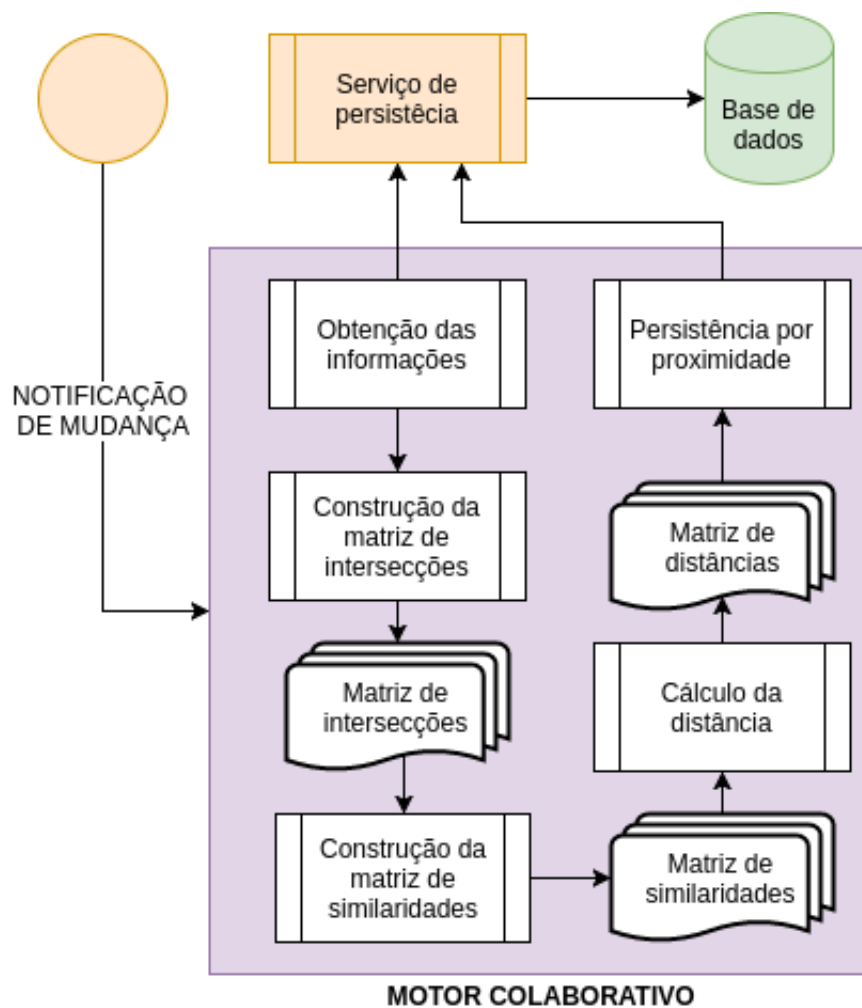 Serviço de
persistêcia
Base de
dados
NOTIFICAÇÃO
DE MUDANÇA
Obtenção das
informações
Construção da
matriz de
intersecções
Matriz de
intersecções
Construção da
matriz de
similaridades
Matriz de
similaridades
Cálculo da
distância
Matriz de
distâncias
Persistência por
proximidade
MOTOR COLABORATIVO